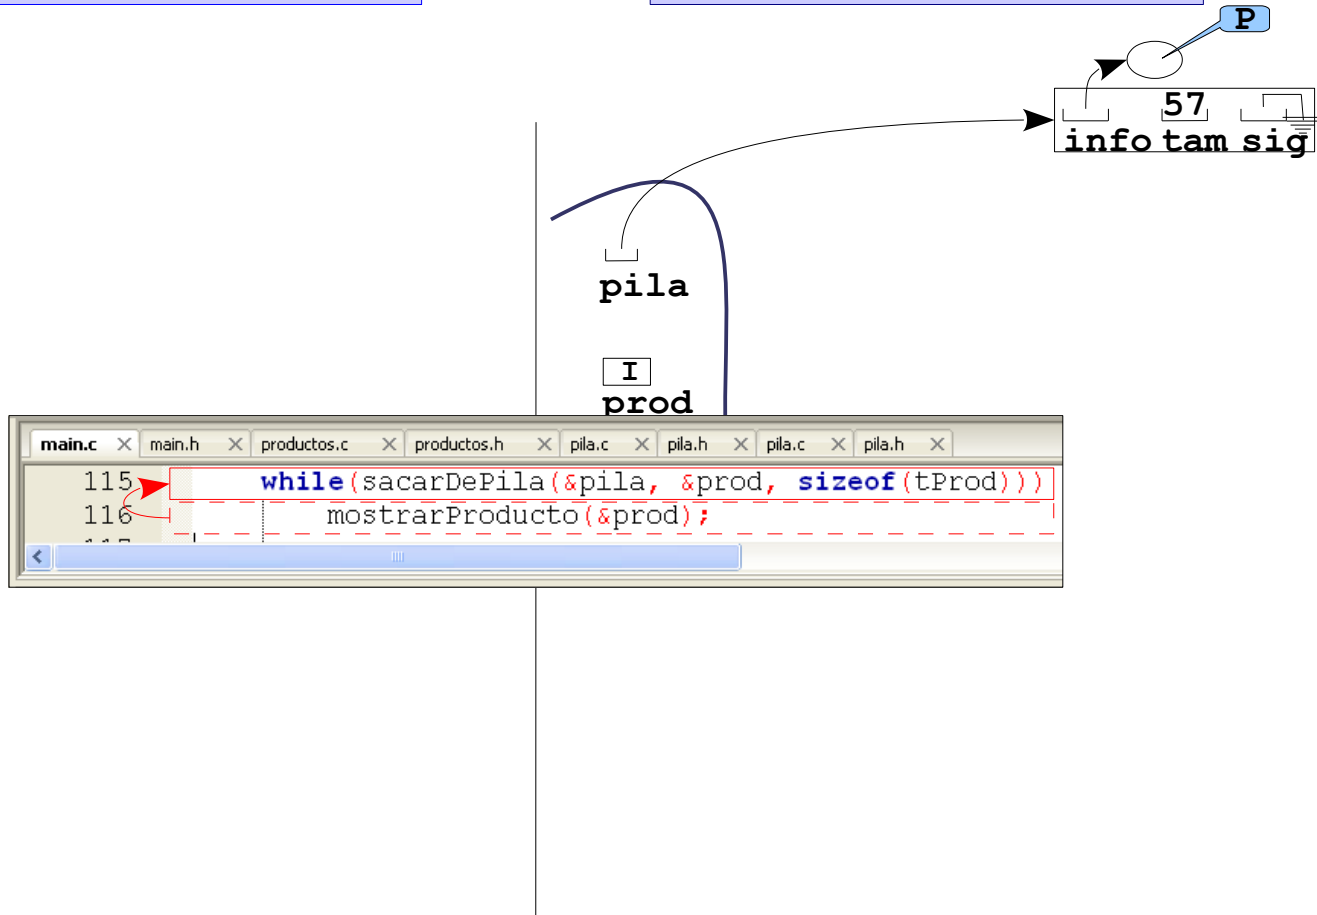 P
57
info tam sig
pila
I
prod
main.c main.h productos.c productos.h pila.c pila.h pila.c pila.h
115 while(sacarDePila(&pila, &prod, sizeof(tProd)))
116 mostrarProducto(&prod);